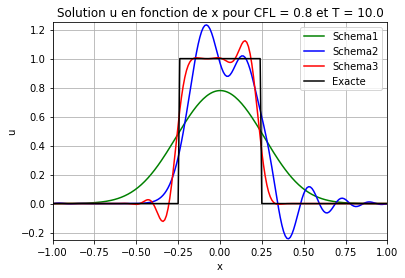 Solution u en fonction de x pour CFL = 0.8 et T = 10.0
Schema1
Schema2
Schema3
Exacte
u
1.2
1.0
0.8
0.6
0.4
0.2
0.0
−0.2
−1.00 −0.75 −0.50 −0.25 0.00 0.25 0.50 0.75 1.00
x